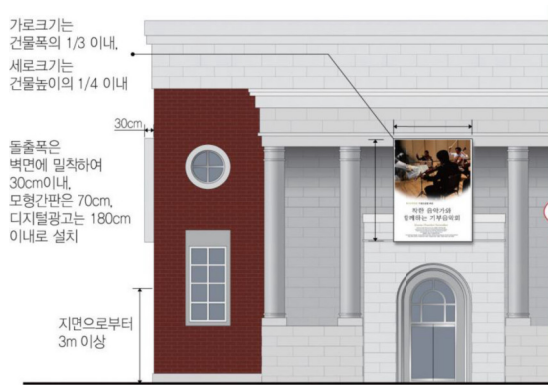 가로크기는
건물폭의 1/3 이내,
세로크기는
건물높이의 1/4 이내
30cm
돌출폭은
벽면에 밀착하여
30cm이내,
모형간판은 70cm,
디지털광고는 180cm
이내로 설치
착한 음악가와
함께하는 기부음악회
지면으로부터
3m 이상